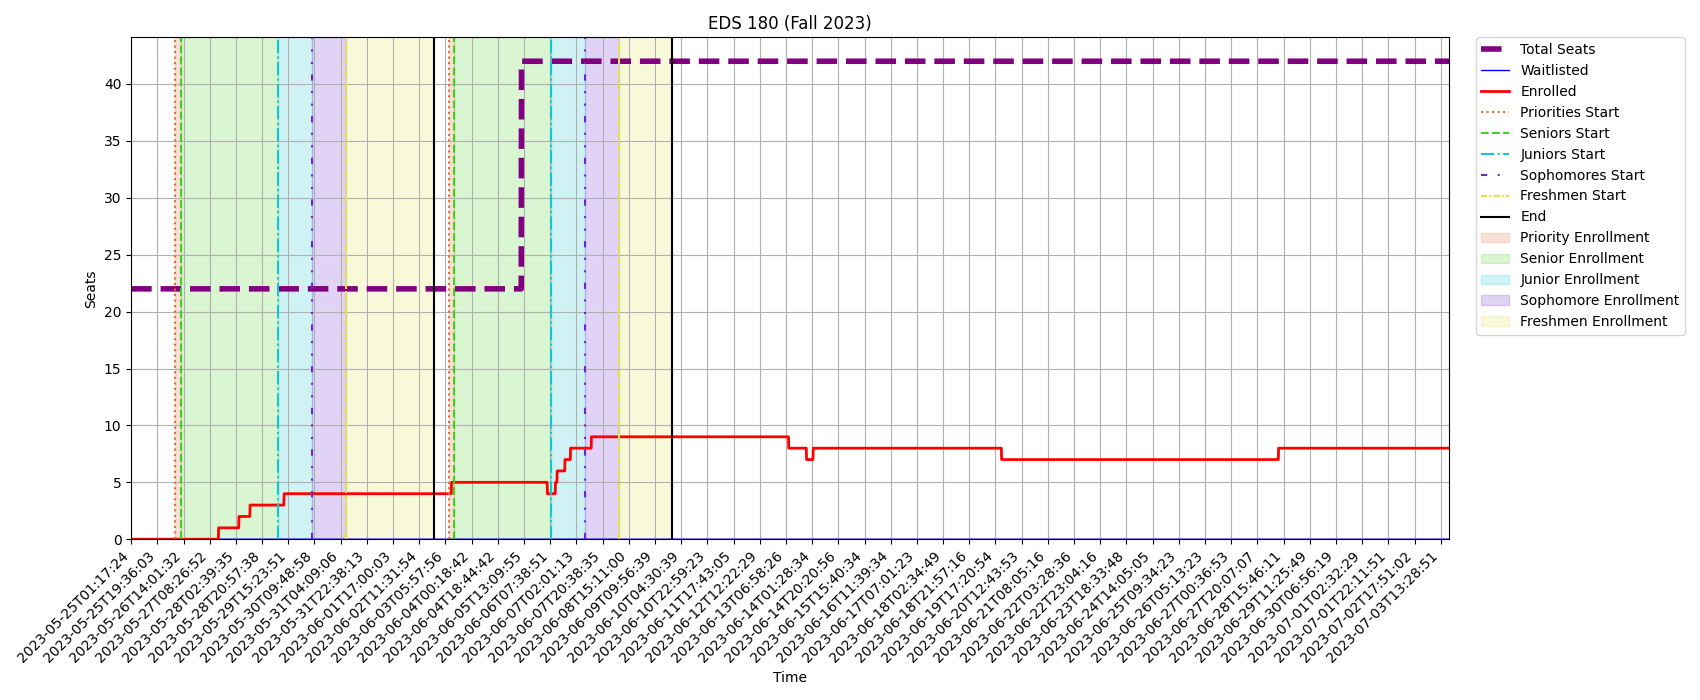 EDS 180 (Fall 2023)
Seats
40
35
30
25
20
15
10
5
0
2023-05-25T01:17:24
2023-05-25T19:36:03
2023-05-26T14:01:32
2023-05-27T08:26:52
2023-05-28T02:39:35
2023-05-28T20:57:38
2023-05-29T15:23:51
2023-05-30T09:48:58
2023-05-31T04:09:06
2023-05-31T22:38:13
2023-06-01T17:00:03
2023-06-02T11:31:54
2023-06-03T05:57:56
2023-06-04T00:18:42
2023-06-04T18:44:42
2023-06-05T13:09:55
2023-06-06T07:38:51
2023-06-07T02:01:13
2023-06-07T20:38:35
2023-06-08T15:11:00
2023-06-09T09:56:39
2023-06-10T04:30:39
2023-06-10T22:59:23
2023-06-11T17:43:05
2023-06-12T12:22:29
2023-06-13T06:58:26
2023-06-14T01:28:34
2023-06-14T20:20:56
2023-06-15T15:40:34
2023-06-16T11:39:34
2023-06-17T07:01:23
2023-06-18T02:34:49
2023-06-18T21:57:16
2023-06-19T17:20:54
2023-06-20T12:43:53
2023-06-21T08:05:16
2023-06-22T03:28:36
2023-06-22T23:04:16
2023-06-23T18:33:48
2023-06-24T14:05:05
2023-06-25T09:34:23
2023-06-26T05:13:23
2023-06-27T00:36:53
2023-06-27T20:07:07
2023-06-28T15:46:11
2023-06-29T11:25:49
2023-06-30T06:56:19
2023-07-01T02:32:29
2023-07-01T22:11:51
2023-07-02T17:51:02
2023-07-03T13:28:51
Time
Total Seats
Waitlisted
Enrolled
Priorities Start
Seniors Start
Juniors Start
Sophomores Start
Freshmen Start
End
Priority Enrollment
Senior Enrollment
Junior Enrollment
Sophomore Enrollment
Freshmen Enrollment